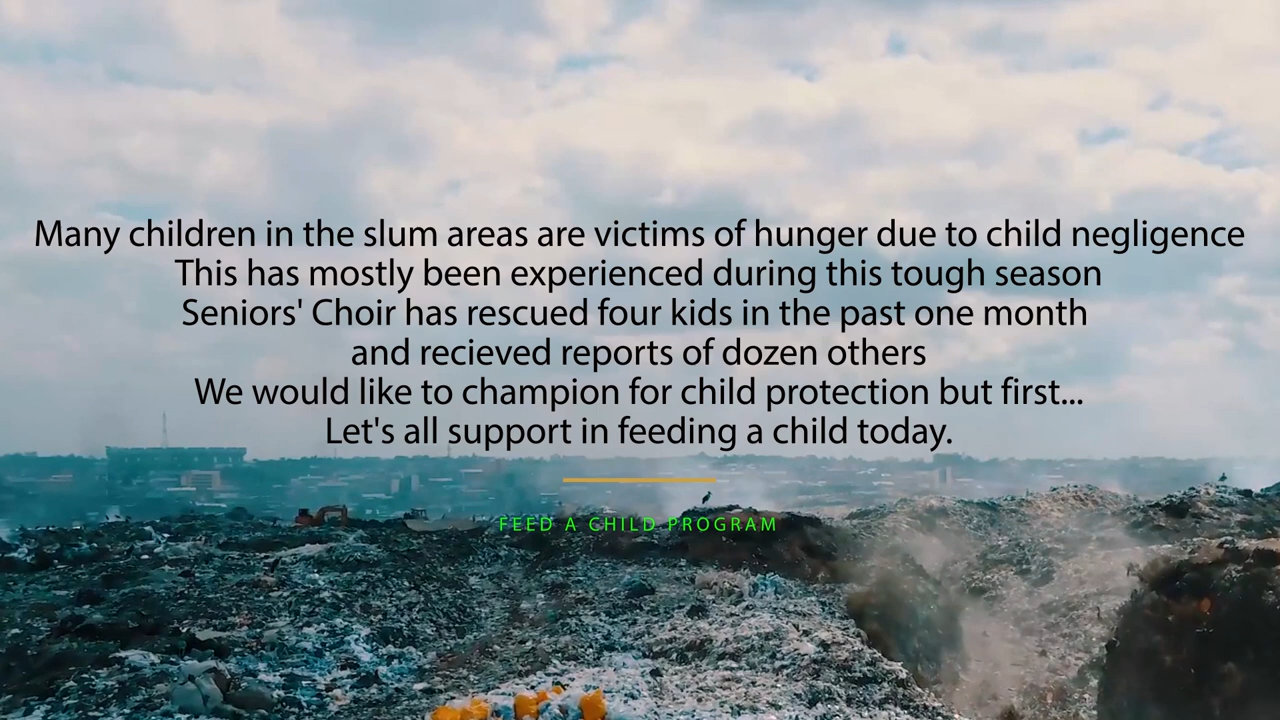 Many children in the slum areas are victims of hunger due to child negligence
This has mostly been experienced during this tough season
Seniors' Choir has rescued four kids in the past one month
and recieved reports of dozen others
We would like to champion for child protection but first...
Let's all support in feeding a child today.
FEED A CHILD PROGRAM